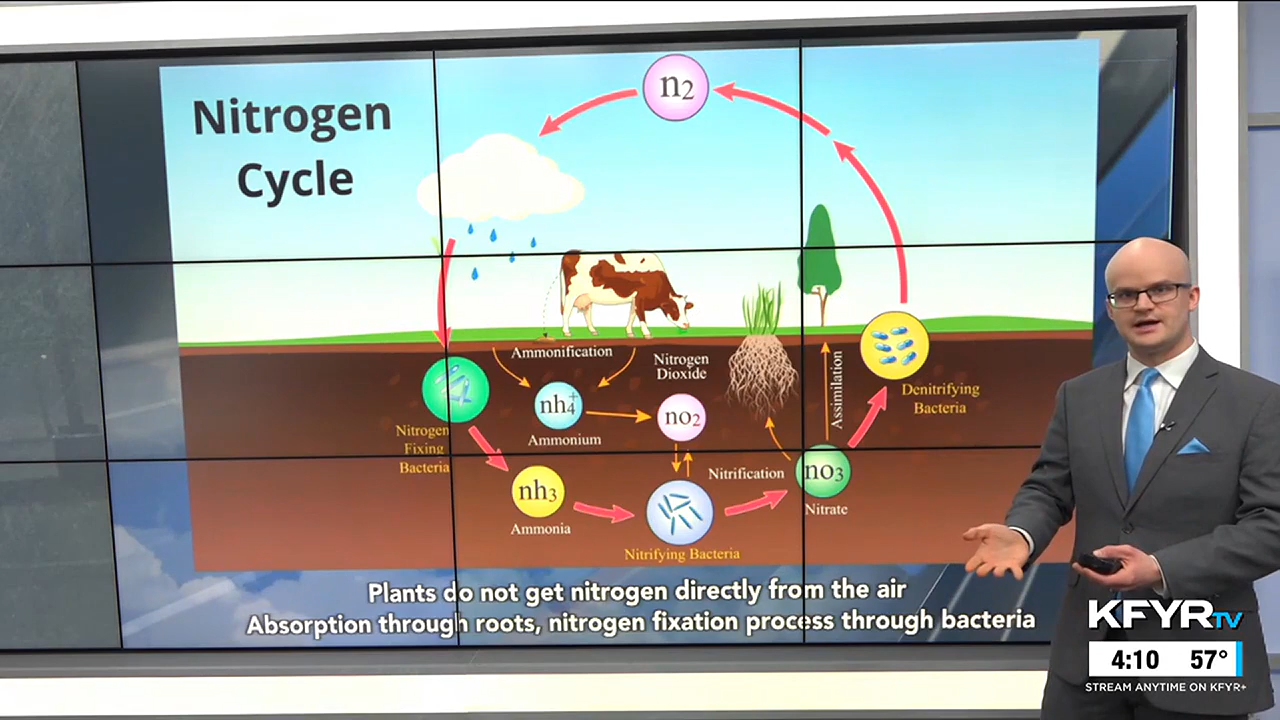 Nitrogen
Cycle
n2
Ammonification
Nitrogen
Dioxide
nh4+
no2
Ammonium
Nitrogen
Fixing
Bacteria
Assimilation
Denitrifying
Bacteria
nh3
Ammonia
Nitrification
no3
Nitrate
Nitrifying Bacteria
Plants do not get nitrogen directly from the air
Absorption through roots, nitrogen fixation process through bacteria
KFYRTV
4:10 57°
STREAM ANYTIME ON KFYR+